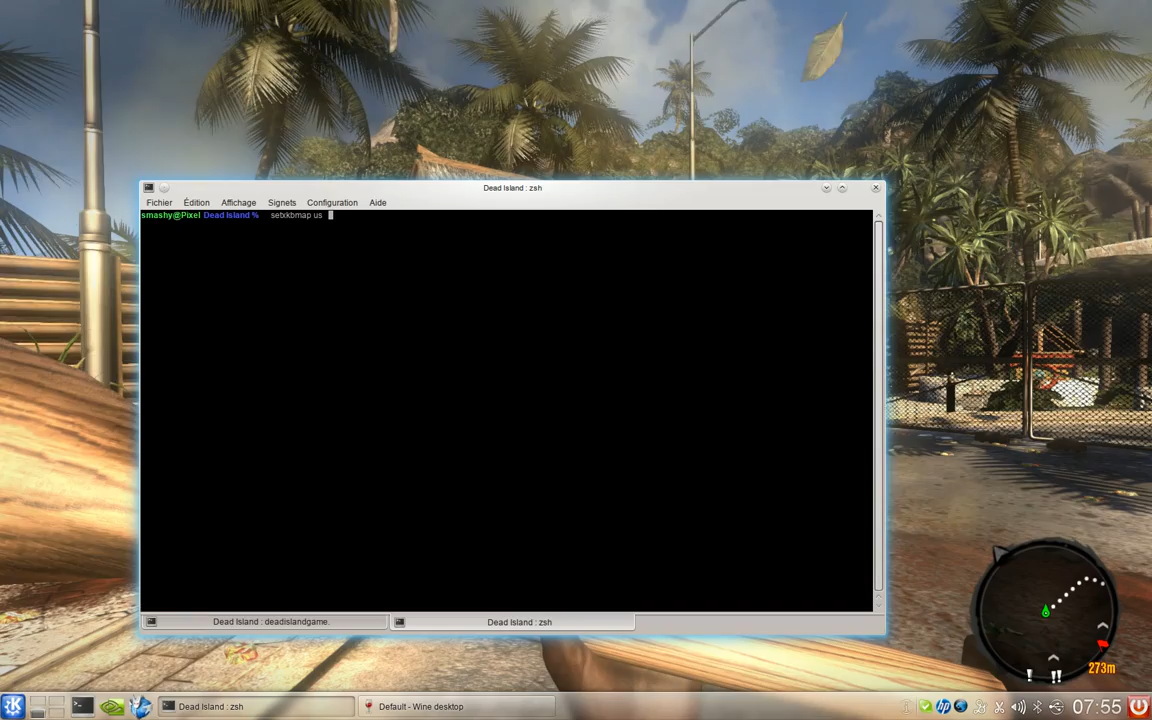 Dead Island : zsh
Fichier Édition Affichage Signets Configuration Aide
smashy@Pixel Dead Island % setxkbmap us
Dead Island : deadislandgame. Dead Island : zsh
273m
Dead Island : zsh Default - Wine desktop hp 07:55